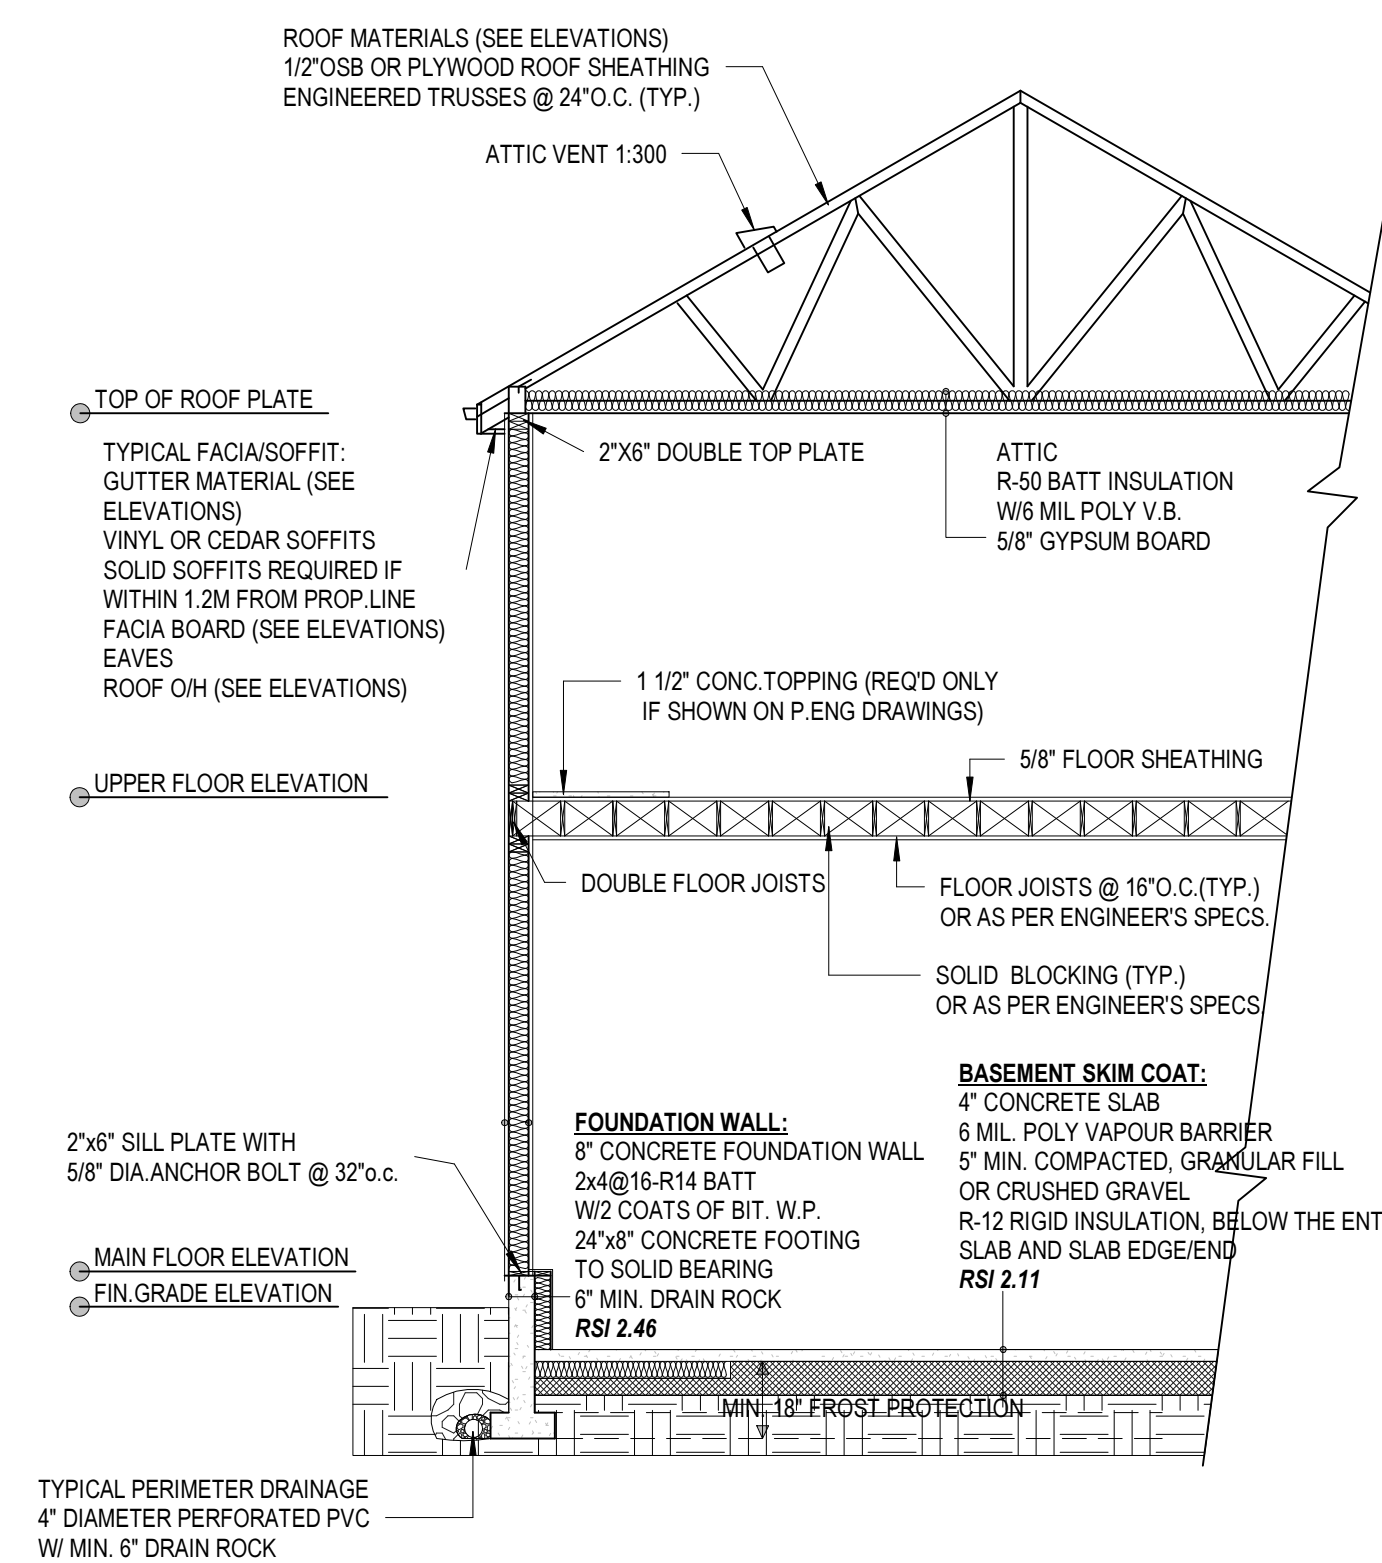 ROOF MATERIALS (SEE ELEVATIONS)
1/2"OSB OR PLYWOOD ROOF SHEATHING
ENGINEERED TRUSSES @ 24"O.C. (TYP.)
ATTIC VENT 1:300
TOP OF ROOF PLATE
TYPICAL FACIA/SOFFIT:
GUTTER MATERIAL (SEE
ELEVATIONS)
VINYL OR CEDAR SOFFITS
SOLID SOFFITS REQUIRED IF
WITHIN 1.2M FROM PROP.LINE
FACIA BOARD (SEE ELEVATIONS)
EAVES
ROOF O/H (SEE ELEVATIONS)
2"X6" DOUBLE TOP PLATE
ATTIC
R-50 BATT INSULATION
W/6 MIL POLY V.B.
5/8" GYPSUM BOARD
1 1/2" CONC.TOPPING (REQ'D ONLY
IF SHOWN ON P.ENG DRAWINGS)
5/8" FLOOR SHEATHING
UPPER FLOOR ELEVATION
DOUBLE FLOOR JOISTS
FLOOR JOISTS @ 16"O.C.(TYP.)
OR AS PER ENGINEER'S SPECS.
SOLID BLOCKING (TYP.)
OR AS PER ENGINEER'S SPECS.
2"x6" SILL PLATE WITH
5/8" DIA.ANCHOR BOLT @ 32"o.c.
FOUNDATION WALL:
8" CONCRETE FOUNDATION WALL
2x4@16-R14 BATT
W/2 COATS OF BIT. W.P.
24"x8" CONCRETE FOOTING
TO SOLID BEARING
6" MIN. DRAIN ROCK
RSI 2.46
BASEMENT SKIM COAT:
4" CONCRETE SLAB
6 MIL. POLY VAPOUR BARRIER
5" MIN. COMPACTED, GRANULAR FILL
OR CRUSHED GRAVEL
R-12 RIGID INSULATION, BELOW THE ENT
SLAB AND SLAB EDGE/END
RSI 2.11
MAIN FLOOR ELEVATION
FIN.GRADE ELEVATION
MIN. 18" FROST PROTECTION
TYPICAL PERIMETER DRAINAGE
4" DIAMETER PERFORATED PVC
W/ MIN. 6" DRAIN ROCK